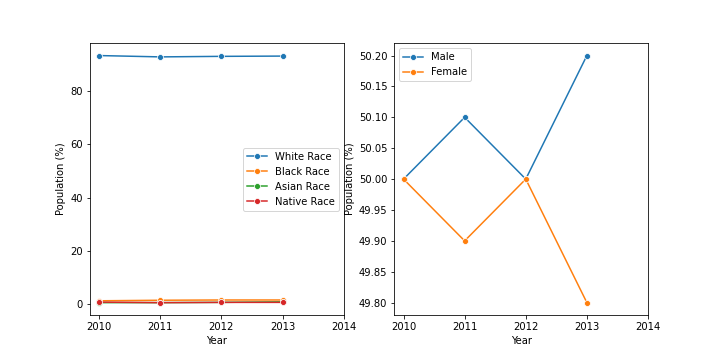 80
60
40
20
0
Population (%)
White Race
Black Race
Asian Race
Native Race
2010 2011 2012 2013 2014
Year
50.20
50.15
50.10
50.05
50.00
49.95
49.90
49.85
49.80
Population (%)
Male
Female
2010 2011 2012 2013 2014
Year